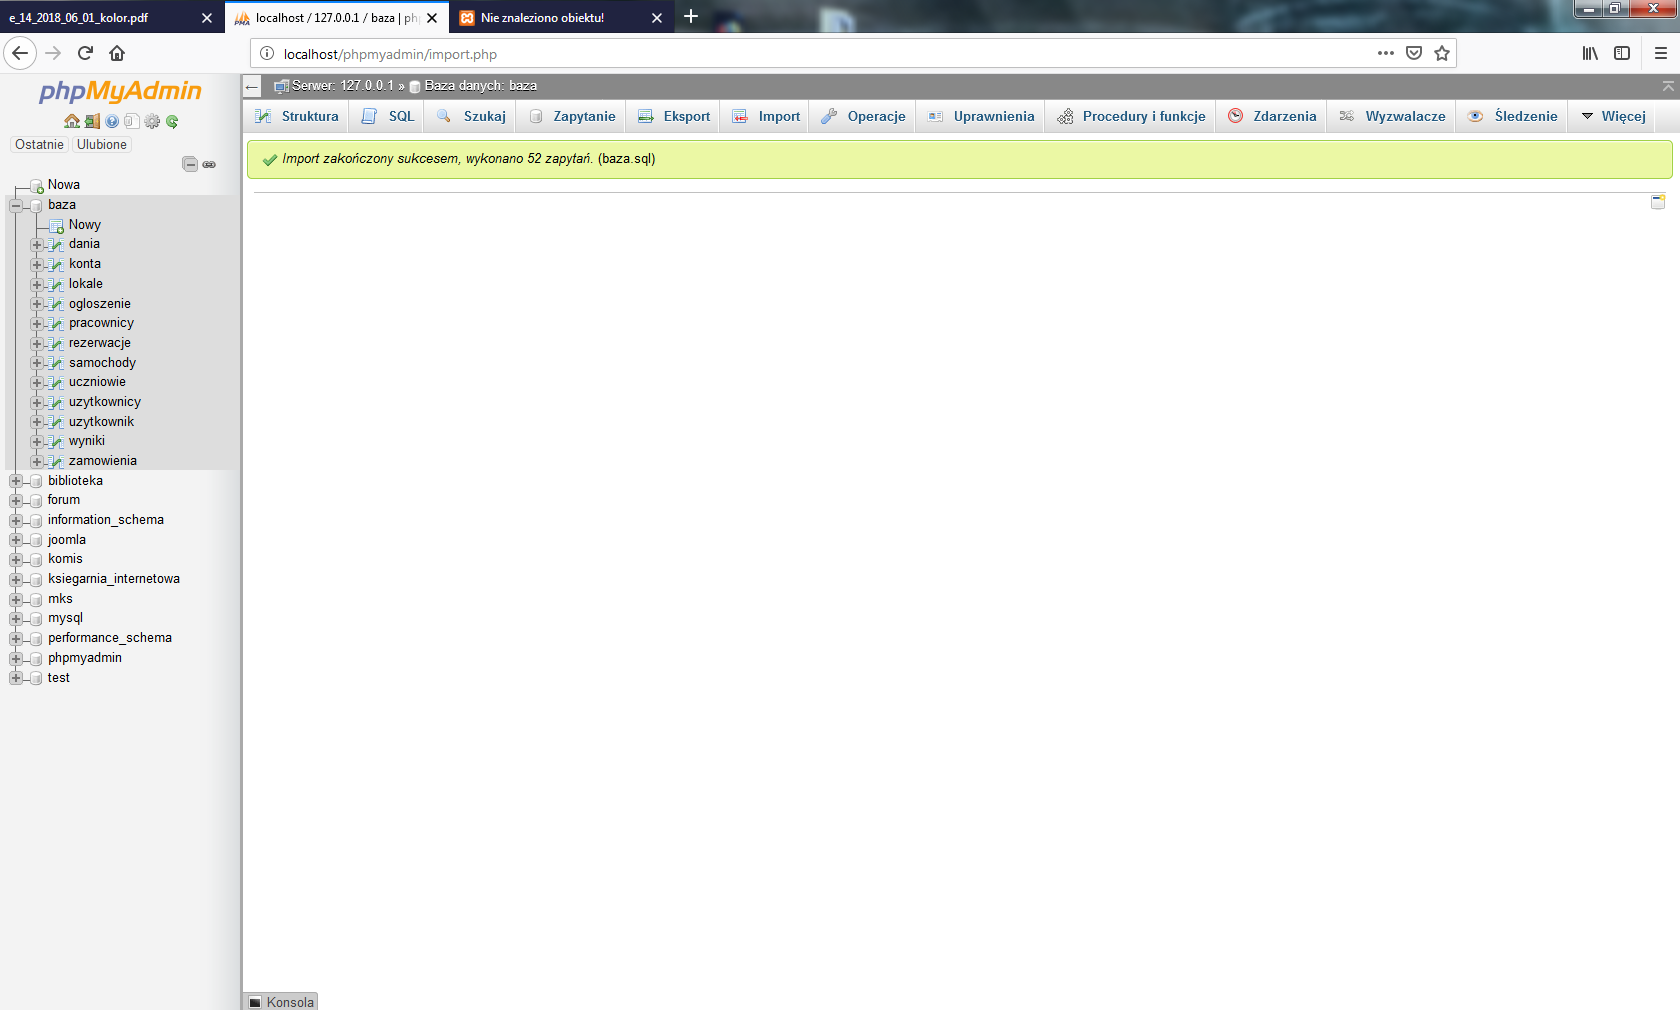 e_14_2018_06_01_kolor.pdf
localhost / 127.0.0.1 / baza | ph
Nie znaleziono obiektu!
localhost/phpmyadmin/import.php
phpMyAdmin
Ostatnie Ulubione
Nowa
baza
Nowy
dania
konta
lokale
ogloszenie
pracownicy
rezerwacje
samochody
uczniowie
uzytkownicy
uzytkownik
wyniki
zamowienia
biblioteka
forum
information_schema
joomla
komis
ksiegarnia_internetowa
mks
mysql
performance_schema
phpmyadmin
test
Serwer: 127.0.0.1 » Baza danych: baza
Struktura SQL Szukaj Zapytanie Eksport Import Operacje Uprawnienia Procedury i funkcje Zdarzenia Wyzwalacze Śledzenie Więcej
Import zakończony sukcesem, wykonano 52 zapytań. (baza.sql)
Konsola